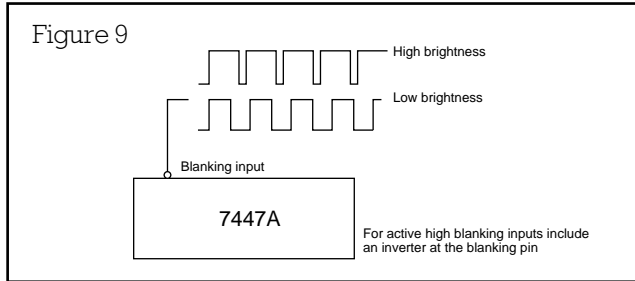 Figure 9
High brightness
Low brightness
Blanking input
7447A
For active high blanking inputs include
an inverter at the blanking pin